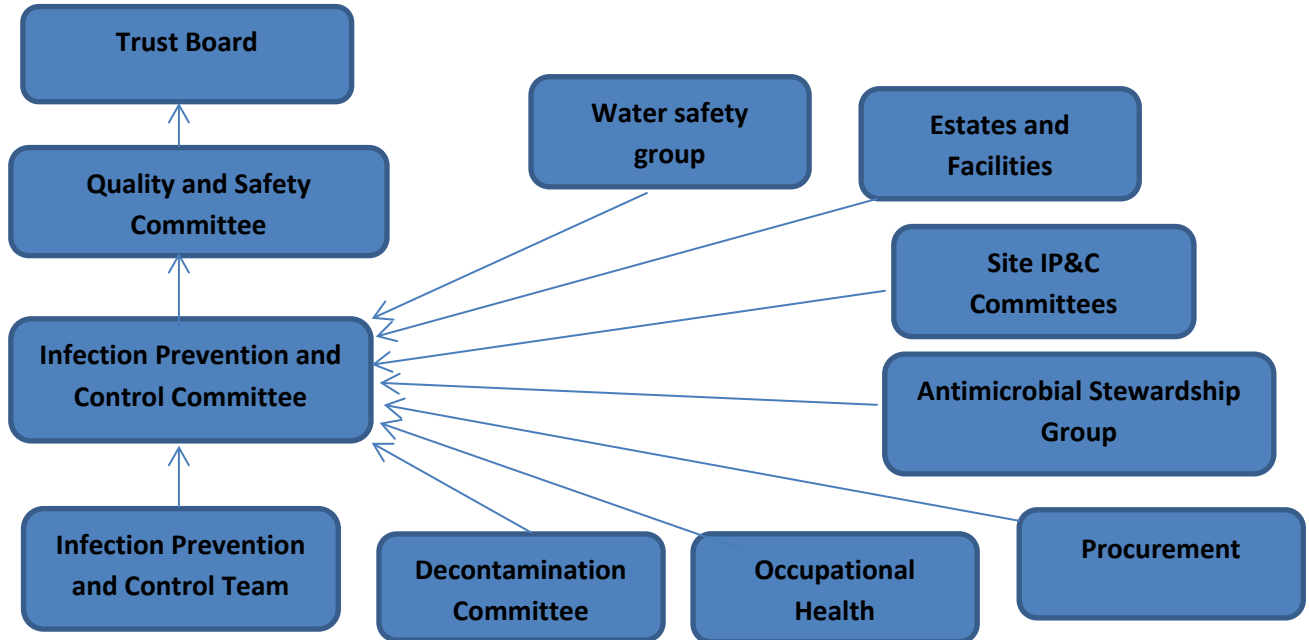 Trust Board
Water safety
group
Estates and
Facilities
Quality and Safety
Committee
Site IP&C
Committees
Infection Prevention and
Control Committee
Antimicrobial Stewardship
Group
Infection Prevention
and Control Team
Decontamination
Committee
Occupational
Health
Procurement